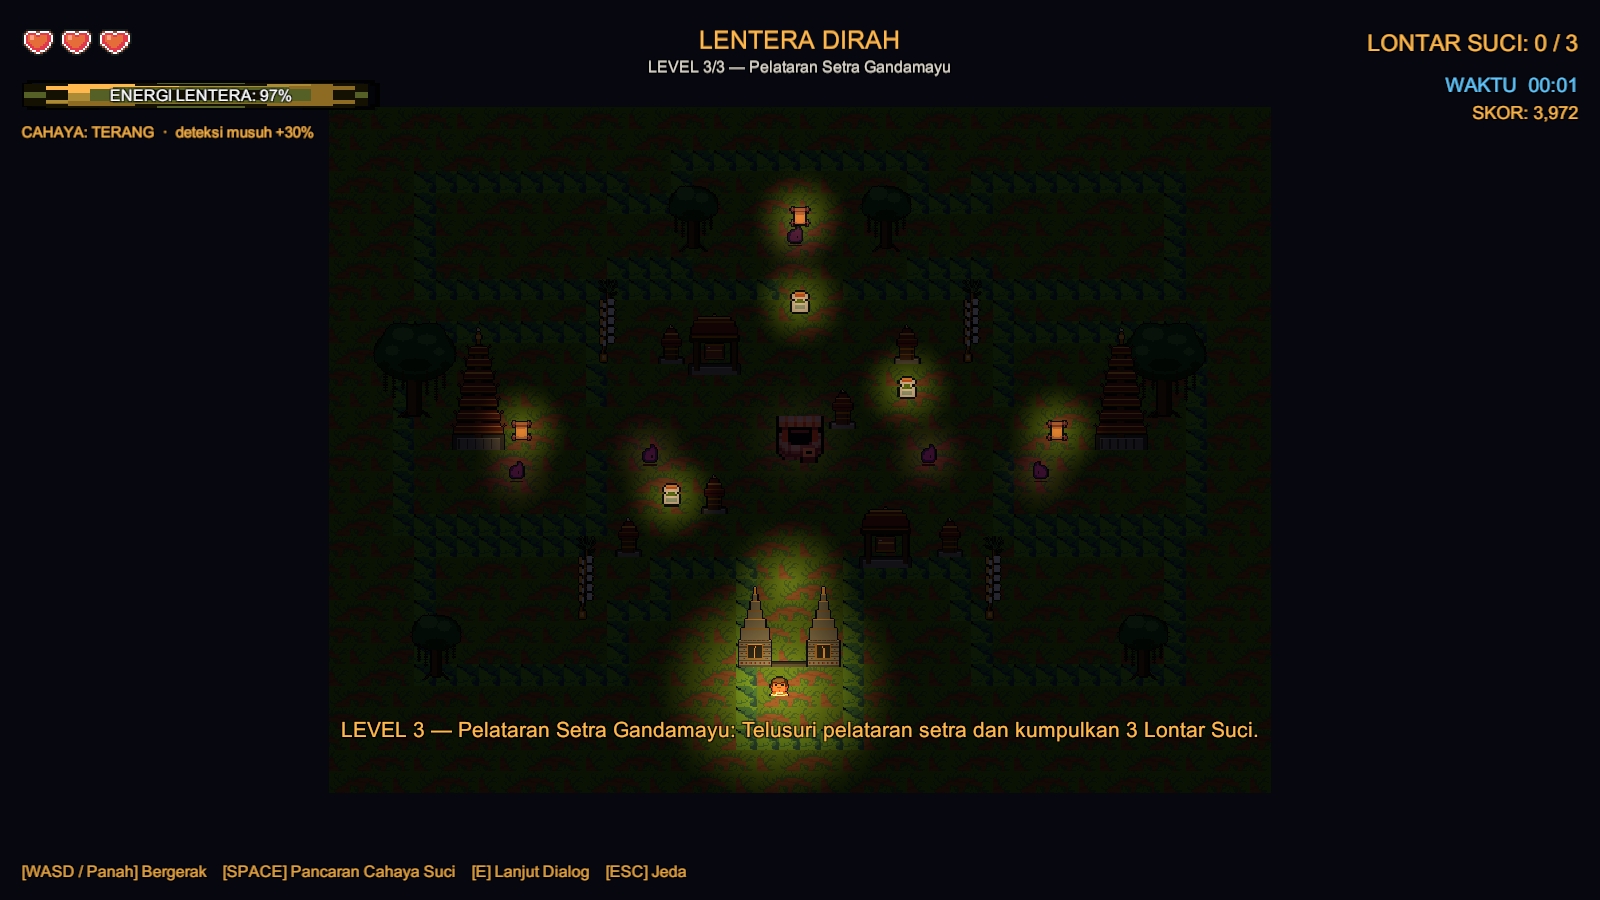 LENTERA DIRAH
LEVEL 3/3 — Pelataran Setra Gandamayu
LONTAR SUCI: 0 / 3
WAKTU 00:01
SKOR: 3,972
ENERGI LENTERA: 97%
CAHAYA: TERANG · deteksi musuh +30%
LEVEL 3 — Pelataran Setra Gandamayu: Telusuri pelataran setra dan kumpulkan 3 Lontar Suci.
[WASD / Panah] Bergerak [SPACE] Pancaran Cahaya Suci [E] Lanjut Dialog [ESC] Jeda